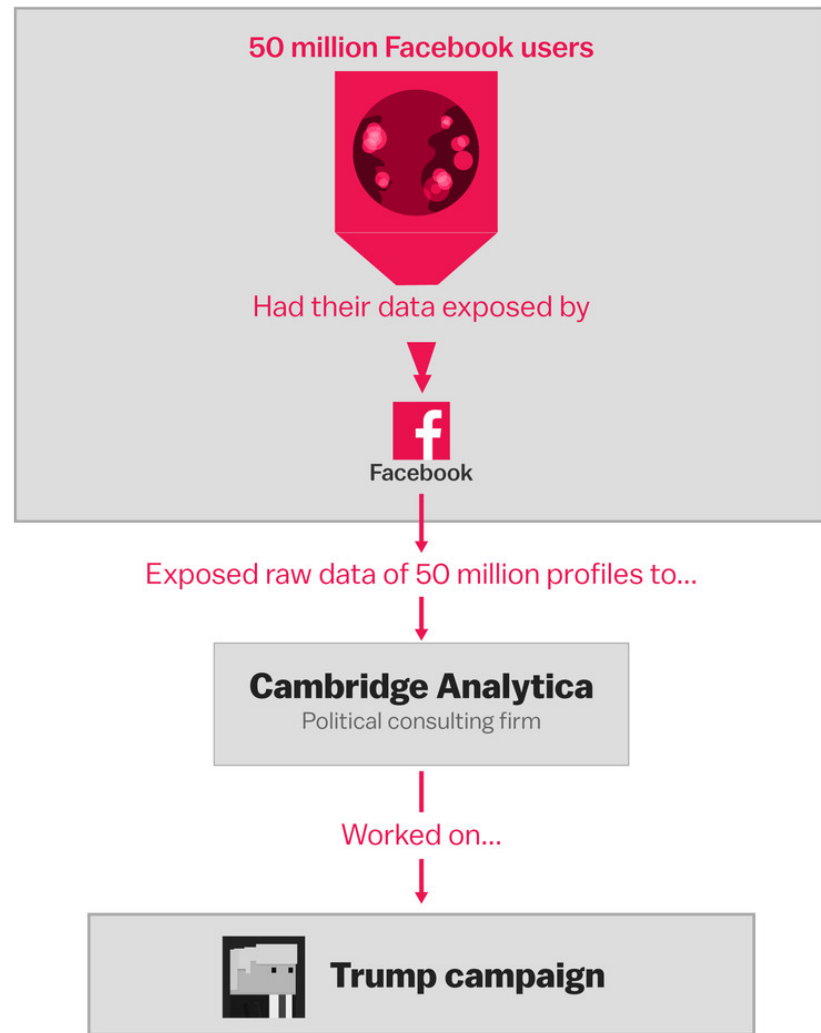 50 million Facebook users
Had their data exposed by
f
Facebook
Exposed raw data of 50 million profiles to...
Cambridge Analytica
Political consulting firm
Worked on...
Trump campaign